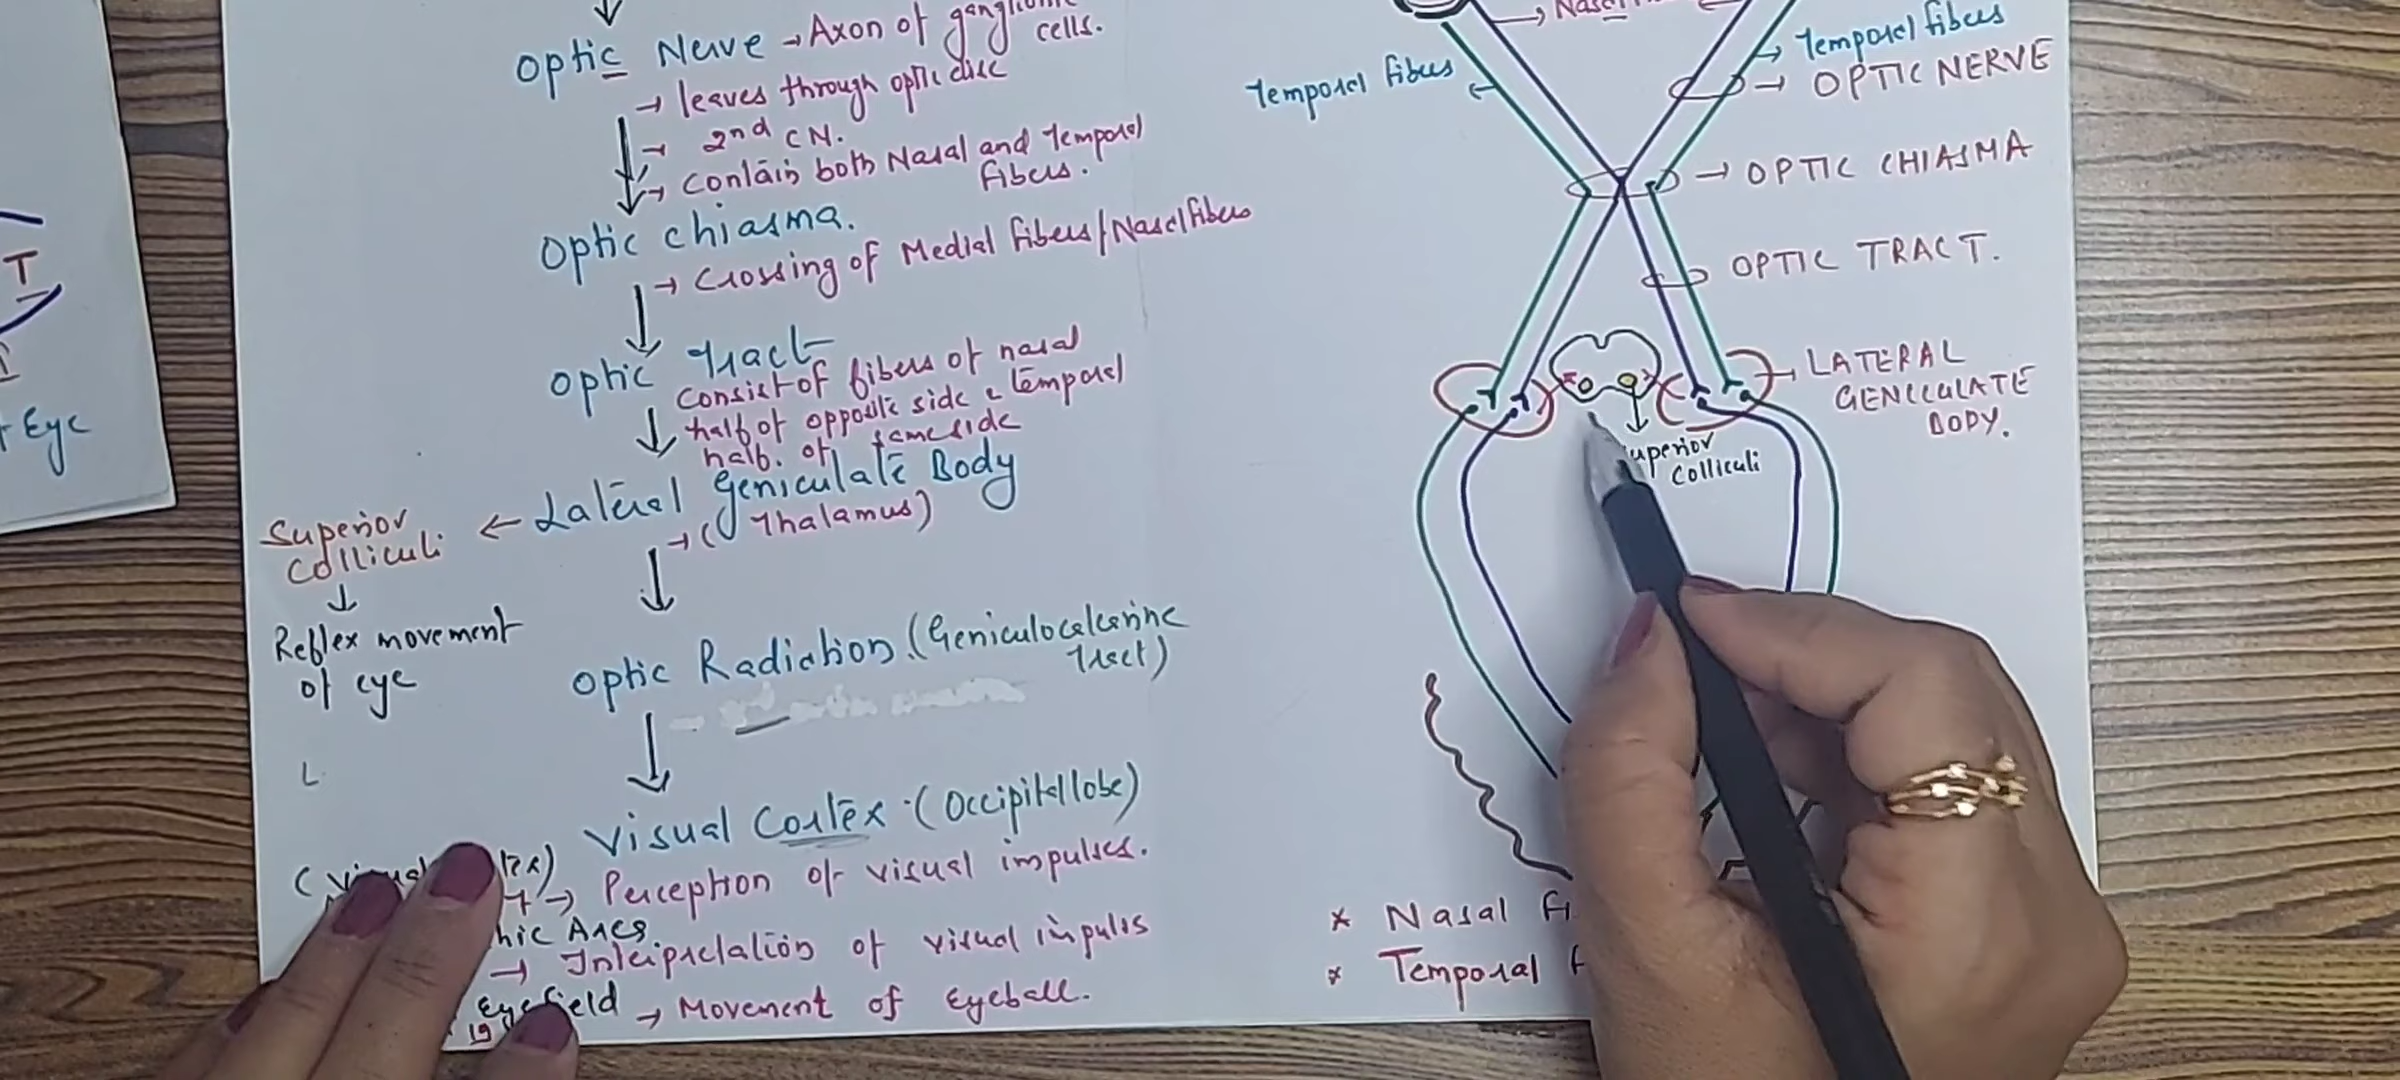 T
Eye
Optic Nerve → Axon of ganglionic
cells.
→ leaves through optic disc
→ 2nd CN.
→ Contain both Nasal and Temporal
fibers.
Optic chiasma.
→ Crossing of Medial fibers/Nasal fibers
Optic Tract
Consist of fibers of nasal
half of opposite side & temporal
half. of same side
Superior
Colliculi
← Lateral Geniculate Body
→ (Thalamus)
Reflex movement
of eye
Optic Radiation. (Geniculocalcarine
Tract)
Visual Cortex. (Occipital lobe)
→ Perception of visual impulses.
→ Interpretation of visual impulses
Eye field → Movement of Eyeball.
19
Temporal fibers
Temporal fibers
→ OPTIC NERVE
→ OPTIC CHIASMA
OPTIC TRACT.
LATERAL
GENICULATE
BODY.
Colliculi
* Nasal
* Temporal